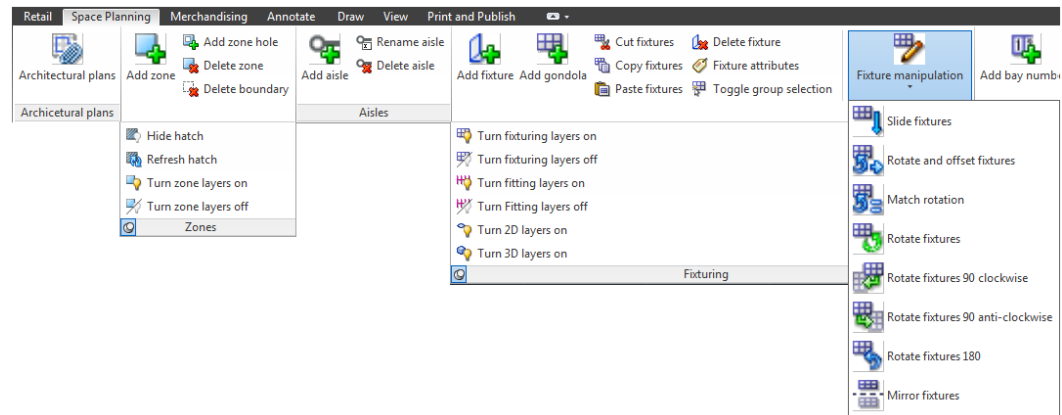 Retail Space Planning Merchandising Annotate Draw View Print and Publish
Architectural plans
Archicetural plans
Add zone
Add zone hole
Delete zone
Delete boundary
Hide hatch
Refresh hatch
Turn zone layers on
Turn zone layers off
Zones
Add aisle
Rename aisle
Delete aisle
Aisles
Add fixture
Add gondola
Cut fixtures
Copy fixtures
Paste fixtures
Delete fixture
Fixture attributes
Toggle group selection
Turn fixturing layers on
Turn fixturing layers off
Turn fitting layers on
Turn Fitting layers off
Turn 2D layers on
Turn 3D layers on
Fixturing
Fixture manipulation
Slide fixtures
Rotate and offset fixtures
Match rotation
Rotate fixtures
Rotate fixtures 90 clockwise
Rotate fixtures 90 anti-clockwise
Rotate fixtures 180
Mirror fixtures
Add bay numb